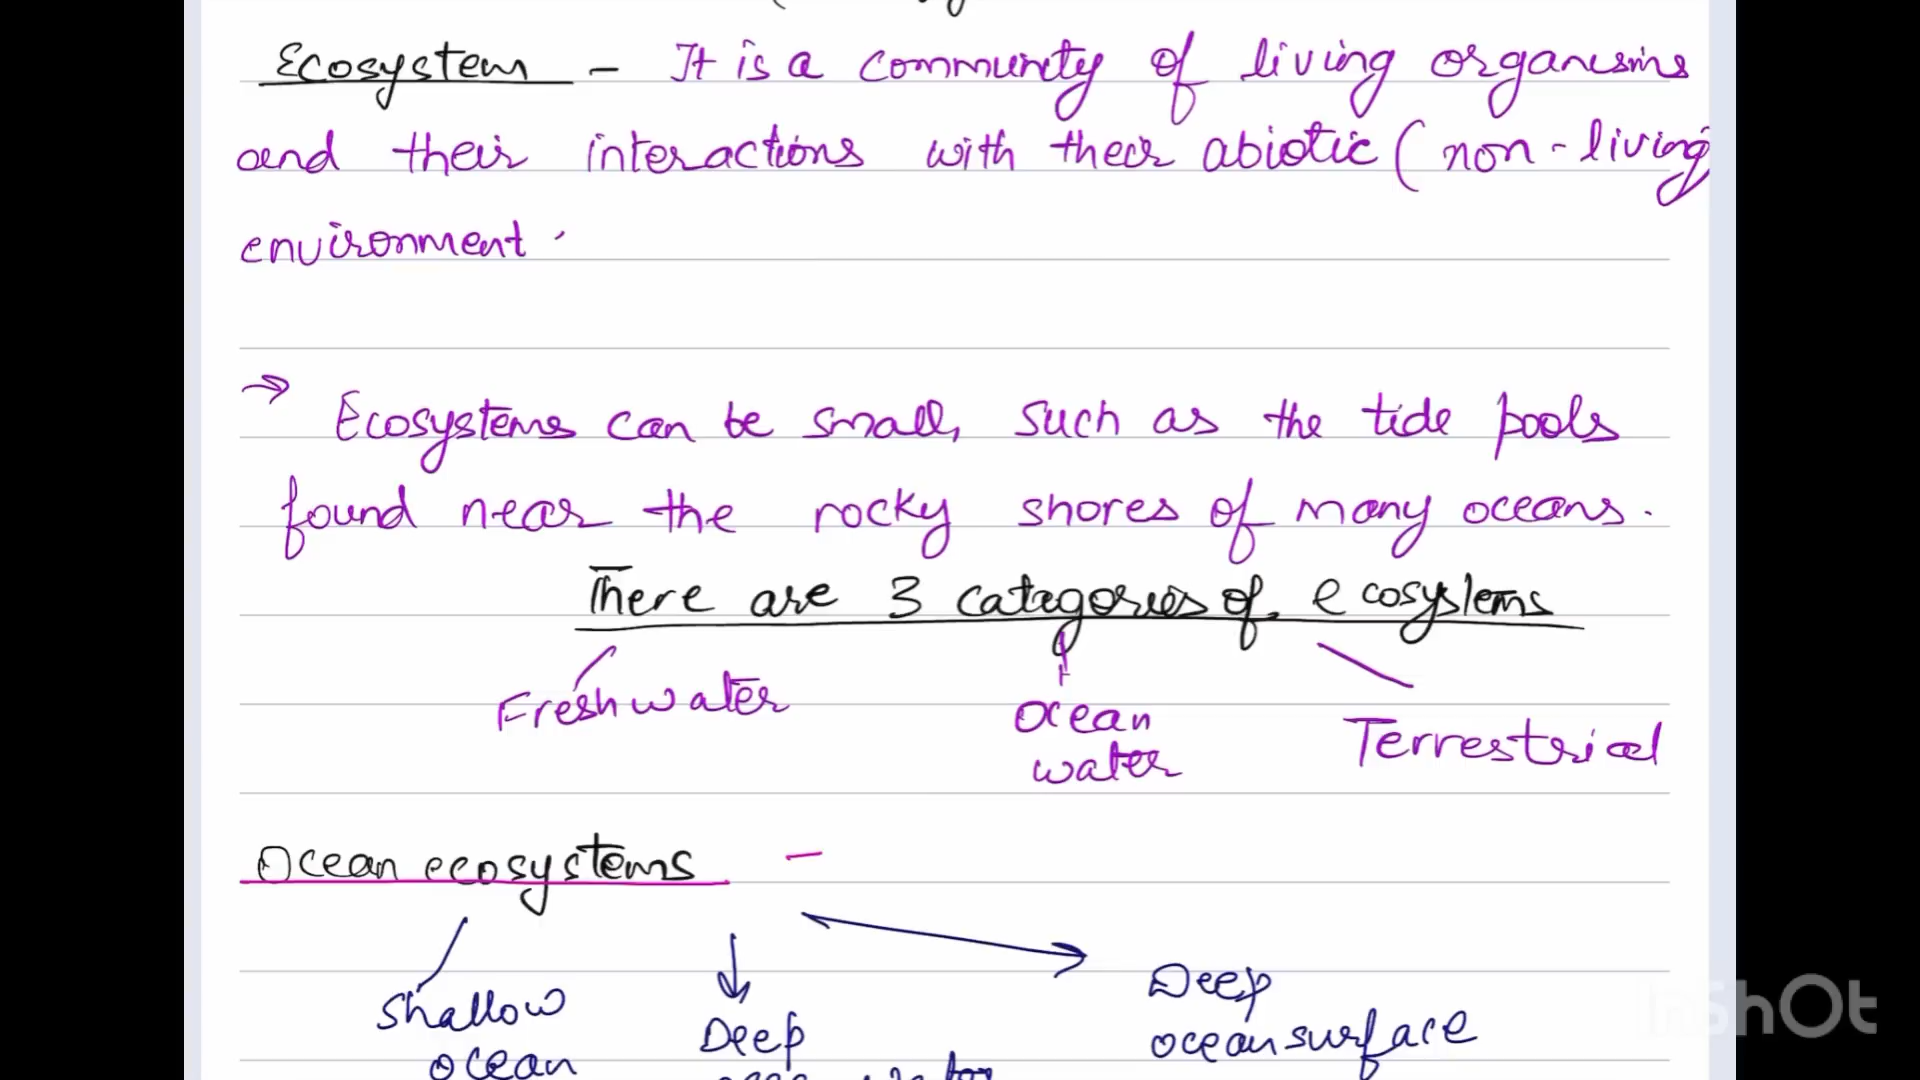 Ecosystem - It is a community of living organisms
and their interactions with their abiotic (non-living
environment.
→ Ecosystems can be small, such as the tide pools
found near the rocky shores of many oceans.
There are 3 categories of ecosystems
Freshwater
Ocean
water
Terrestrial
Ocean ecosystems -
Shallow
ocean
Deep
Deep
ocean surface
InShOt